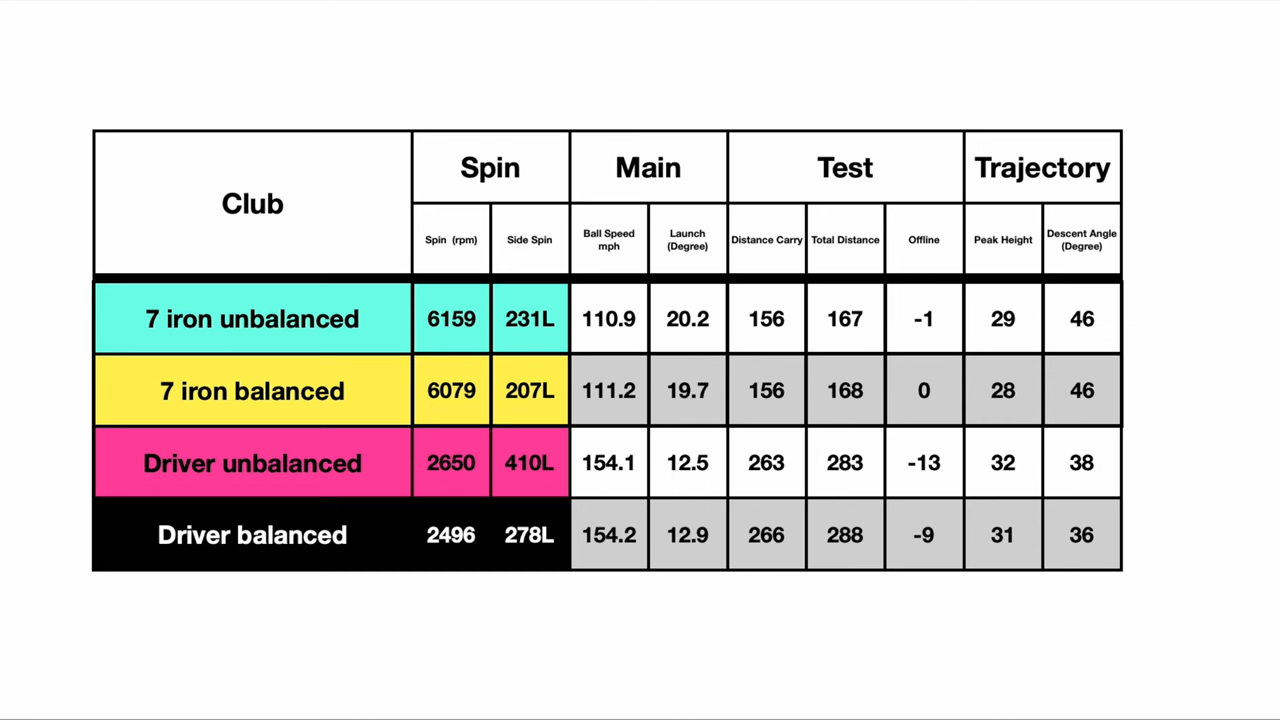 Club Spin Main Test Trajectory
Spin (rpm) Side Spin Ball Speed mph Launch (Degree) Distance Carry Total Distance Offline Peak Height Descent Angle (Degree)
7 iron unbalanced 6159 231L 110.9 20.2 156 167 -1 29 46
7 iron balanced 6079 207L 111.2 19.7 156 168 0 28 46
Driver unbalanced 2650 410L 154.1 12.5 263 283 -13 32 38
Driver balanced 2496 278L 154.2 12.9 266 288 -9 31 36